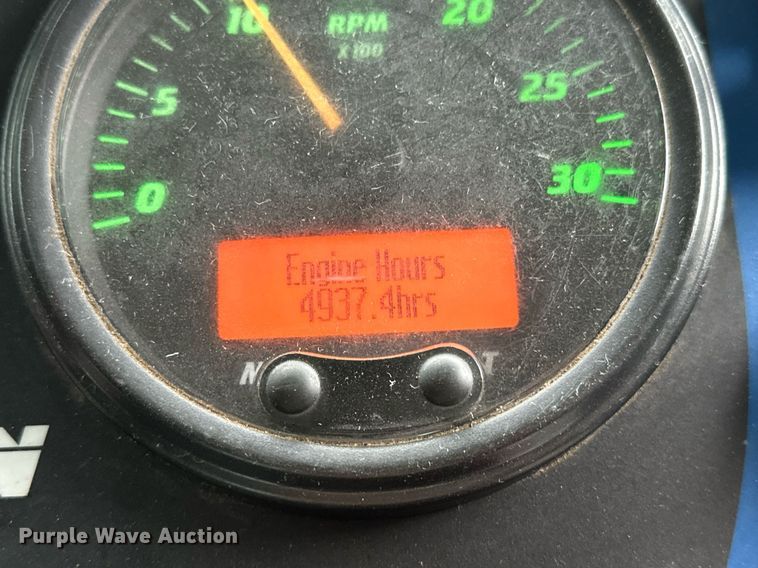 10 RPM 20
X100
5 25
0 30
Engine Hours
4937.4hrs
Purple Wave Auction